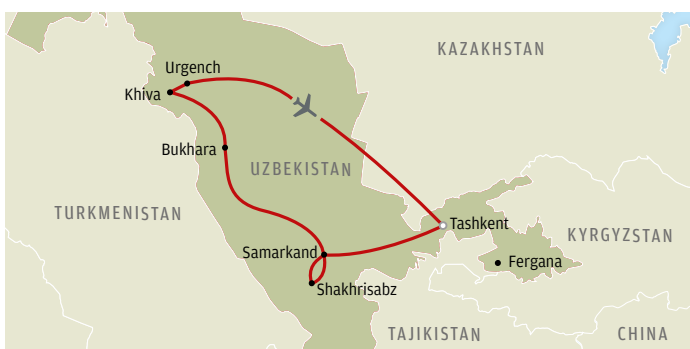 KAZAKHSTAN
Urgench
Khiva
Bukhara
UZBEKISTAN
TURKMENISTAN
Tashkent
KYRGYZSTAN
Samarkand
Fergana
Shakhrisabz
TAJIKISTAN
CHINA